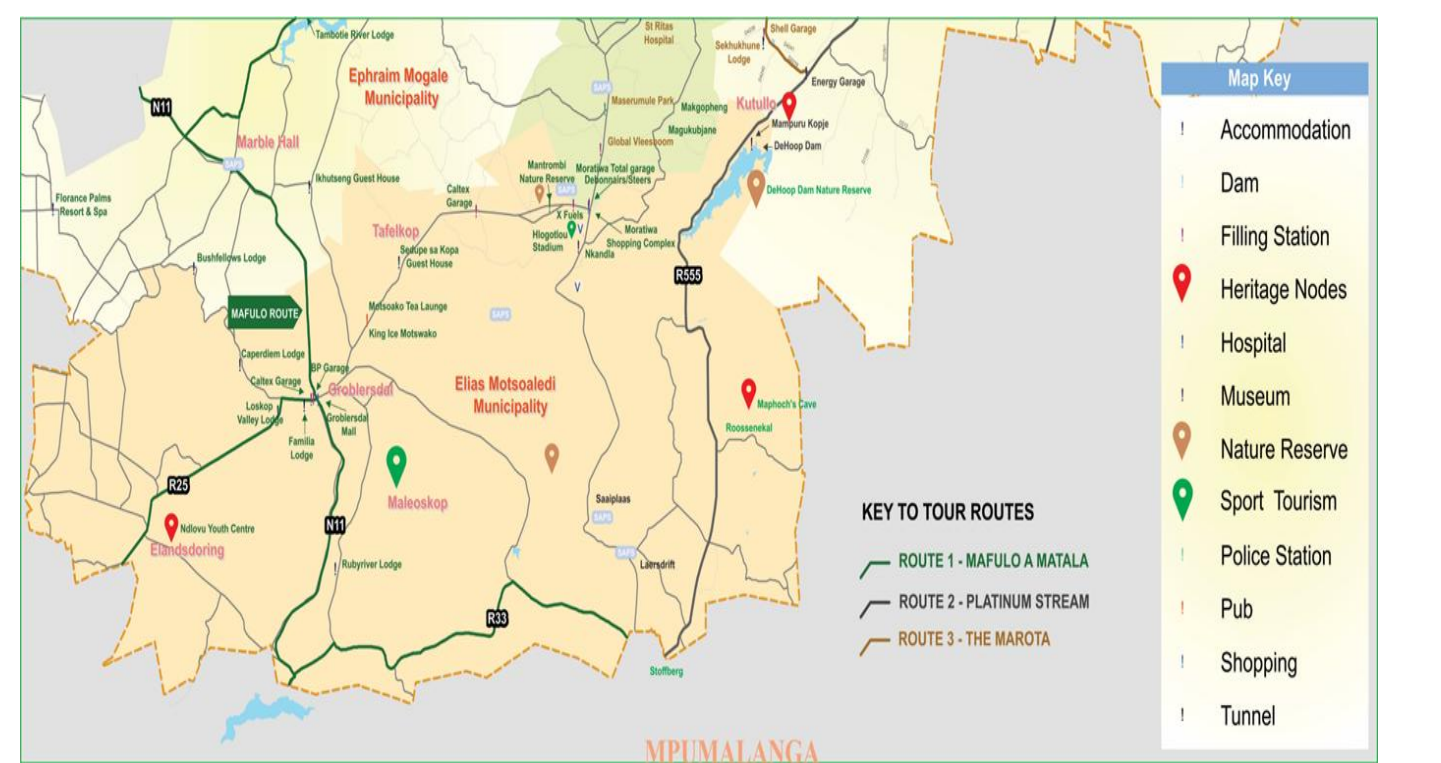 Tambotie River Lodge
St Ritas
Hospital
Shell Garage
Sekhukhune
Lodge
Energy Garage
Ephraim Mogale
Municipality
SAPS
Maserumule Park
Makgopheng
Kutullo
Magukubjane
Mampuru Kopje
DeHoop Dam
N11
Marble Hall
SAPS
Global Vleesboom
Ikhutseng Guest House
Mantrombi
Nature Reserve
SAPS
Moratiwa Total garage
Debonnairs/Steers
DeHoop Dam Nature Reserve
Florance Palms
Resort & Spa
Caltex
Garage
X Fuels
Tafelkop
Hlogotlou
Stadium
V
Moratiwa
Shopping Complex
Nkandla
Sedupe sa Kopa
Guest House
Bushfellows Lodge
R555
V
MAFULO ROUTE
Motsoako Tea Launge
King Ice Motswako
SAPS
Caperdiem Lodge
BP Garage
Caltex Garage
Groblersdal
Elias Motsoaledi
Municipality
Loskop
Valley Lodge
Groblersdal
Mall
Familia
Lodge
Maphoch's Cave
Roossenekal
R25
Maleoskop
Saaiplaas
SAPS
N11
Ndlovu Youth Centre
Elandsdoring
SAPS
Laersdrift
Rubyriver Lodge
R33
Stoffberg
MPUMALANGA
KEY TO TOUR ROUTES
ROUTE 1 - MAFULO A MATALA
ROUTE 2 - PLATINUM STREAM
ROUTE 3 - THE MAROTA
Map Key
! Accommodation
! Dam
! Filling Station
Heritage Nodes
! Hospital
! Museum
Nature Reserve
Sport Tourism
! Police Station
! Pub
! Shopping
! Tunnel